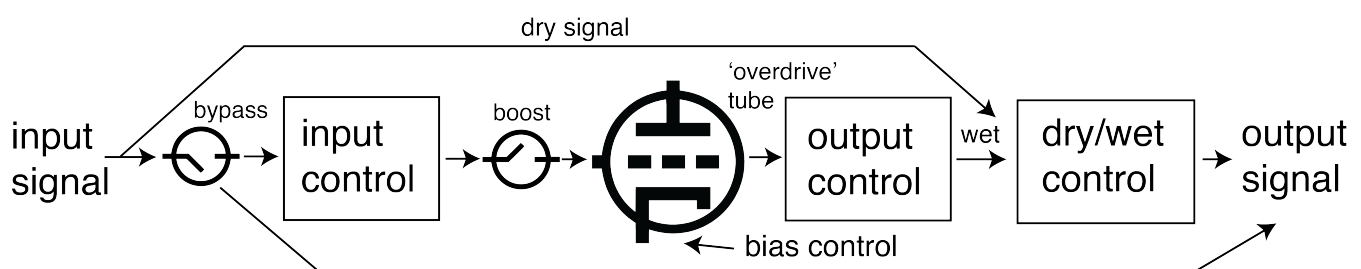 dry signal
'overdrive'
tube
bypass
boost
input
signal
input
control
output
control
wet
dry/wet
control
output
signal
bias control